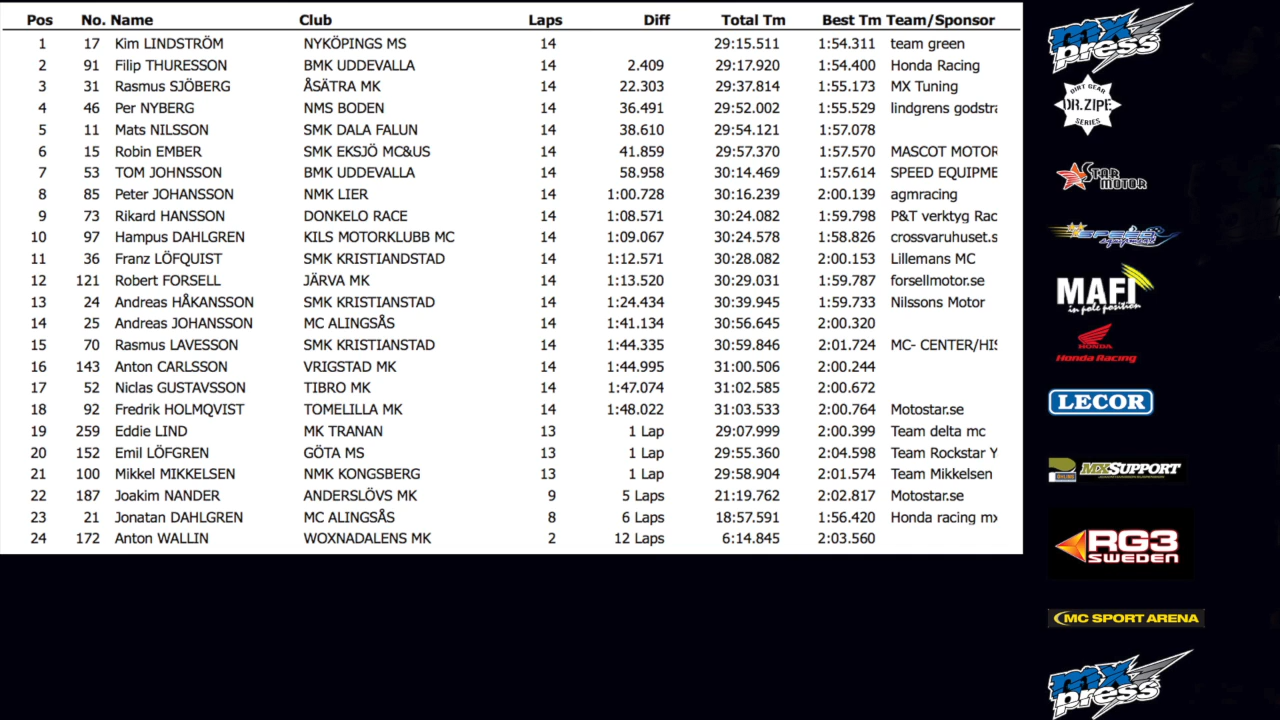 Pos No. Name Club Laps Diff Total Tm Best Tm Team/Sponsor
1 17 Kim LINDSTRÖM NYKÖPINGS MS 14 29:15.511 1:54.311 team green
2 91 Filip THURESSON BMK UDDEVALLA 14 2.409 29:17.920 1:54.400 Honda Racing
3 31 Rasmus SJÖBERG ÅSÄTRA MK 14 22.303 29:37.814 1:55.173 MX Tuning
4 46 Per NYBERG NMS BODEN 14 36.491 29:52.002 1:55.529 lindgrens godstra
5 11 Mats NILSSON SMK DALA FALUN 14 38.610 29:54.121 1:57.078
6 15 Robin EMBER SMK EKSJÖ MC&US 14 41.859 29:57.370 1:57.570 MASCOT MOTOR
7 53 TOM JOHNSSON BMK UDDEVALLA 14 58.958 30:14.469 1:57.614 SPEED EQUIPME
8 85 Peter JOHANSSON NMK LIER 14 1:00.728 30:16.239 2:00.139 agmracing
9 73 Rikard HANSSON DONKELO RACE 14 1:08.571 30:24.082 1:59.798 P&T verktyg Rac
10 97 Hampus DAHLGREN KILS MOTORKLUBB MC 14 1:09.067 30:24.578 1:58.826 crossvaruhuset.s
11 36 Franz LÖFQUIST SMK KRISTIANDSTAD 14 1:12.571 30:28.082 2:00.153 Lillemans MC
12 121 Robert FORSELL JÄRVA MK 14 1:13.520 30:29.031 1:59.787 forsellmotor.se
13 24 Andreas HÅKANSSON SMK KRISTIANSTAD 14 1:24.434 30:39.945 1:59.733 Nilssons Motor
14 25 Andreas JOHANSSON MC ALINGSÅS 14 1:41.134 30:56.645 2:00.320
15 70 Rasmus LAVESSON SMK KRISTIANSTAD 14 1:44.335 30:59.846 2:01.724 MC- CENTER/HIS
16 143 Anton CARLSSON VRIGSTAD MK 14 1:44.995 31:00.506 2:00.244
17 52 Niclas GUSTAVSSON TIBRO MK 14 1:47.074 31:02.585 2:00.672
18 92 Fredrik HOLMQVIST TOMELILLA MK 14 1:48.022 31:03.533 2:00.764 Motostar.se
19 259 Eddie LIND MK TRANAN 13 1 Lap 29:07.999 2:00.399 Team delta mc
20 152 Emil LÖFGREN GÖTA MS 13 1 Lap 29:55.360 2:04.598 Team Rockstar Y
21 100 Mikkel MIKKELSEN NMK KONGSBERG 13 1 Lap 29:58.904 2:01.574 Team Mikkelsen
22 187 Joakim NANDER ANDERSLÖVS MK 9 5 Laps 21:19.762 2:02.817 Motostar.se
23 21 Jonatan DAHLGREN MC ALINGSÅS 8 6 Laps 18:57.591 1:56.420 Honda racing mx
24 172 Anton WALLIN WOXNADALENS MK 2 12 Laps 6:14.845 2:03.560
mx
press
DIRT GEAR
DR.ZIPE
SERIES
STAR
MOTOR
SPEED
MAFI
in pole position
HONDA
Honda Racing
LECOR
MXSUPPORT
RG3
SWEDEN
MC SPORT ARENA
mx
press